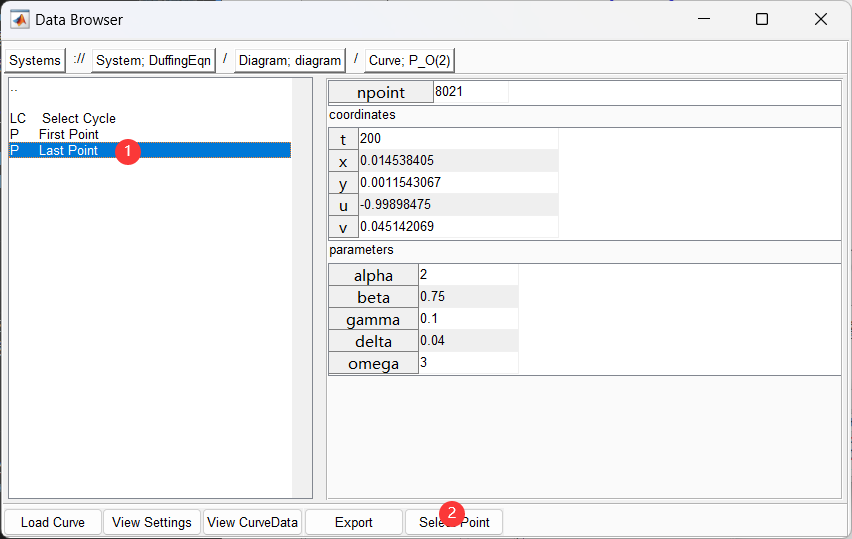 Data Browser
Systems :// System; DuffingEqn / Diagram; diagram / Curve; P_O(2)
--
LC Select Cycle
P First Point
P Last Point
1
npoint 8021
coordinates
t 200
x 0.014538405
y 0.0011543067
u -0.99898475
v 0.045142069
parameters
alpha 2
beta 0.75
gamma 0.1
delta 0.04
omega 3
2
Load Curve View Settings View CurveData Export Select Point